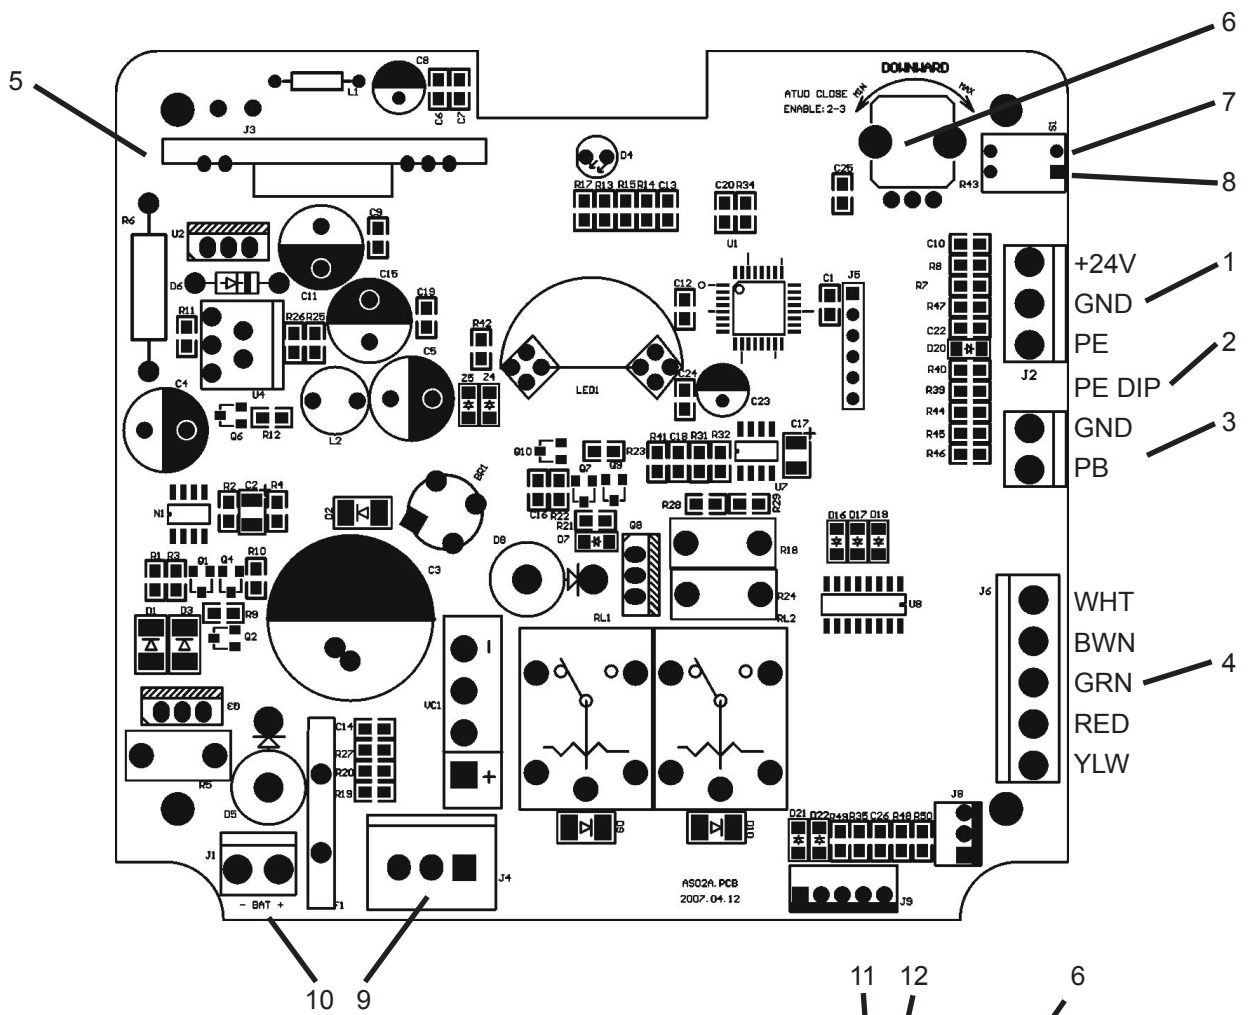 6
C8
DOWNWARD
5
L1
C6 C7
ATUO CLOSE MIN MAX
ENABLE: 2-3
7
S1
J3
D4
C25
R43
8
R17 R13 R15 R14 C13
C20 R34
R6
U2
C9
U1
C10
+24V
1
R8
D6
C11
C15
C19
C12
C1
J5
R7
GND
R47
R11
R26 R25
R42
C22
D20
PE
2
C4
U4
C5
Z5 Z4
LED1
C24
C23
R40
J2
R39
PE DIP
Q6
R12
L2
R44
GND
3
Q10
R23
R41 C18 R31 R32
C17
+
R45
R46
PB
BR1
Q7 Q9
U7
N1
R2 C2 R4
D2
C16 R22
R21
R28
R29
D16 D17 D18
D8
D7
Q8
R18
R1 R3
Q1 Q4
R10
C3
R24
U8
J6
WHT
D1 D3
R9
RL1
RL2
Q2
BWN
-
GRN
4
Q3
VC1
C14
RED
R27
R5
R20
+
YLW
R19
D5
D21 D22 R49 R35 C26 R48 R50
J8
D9
D10
J1
J4
AS02A.PCB
2007.04.12
- BAT +
F1
J9
10 9
11 12 6